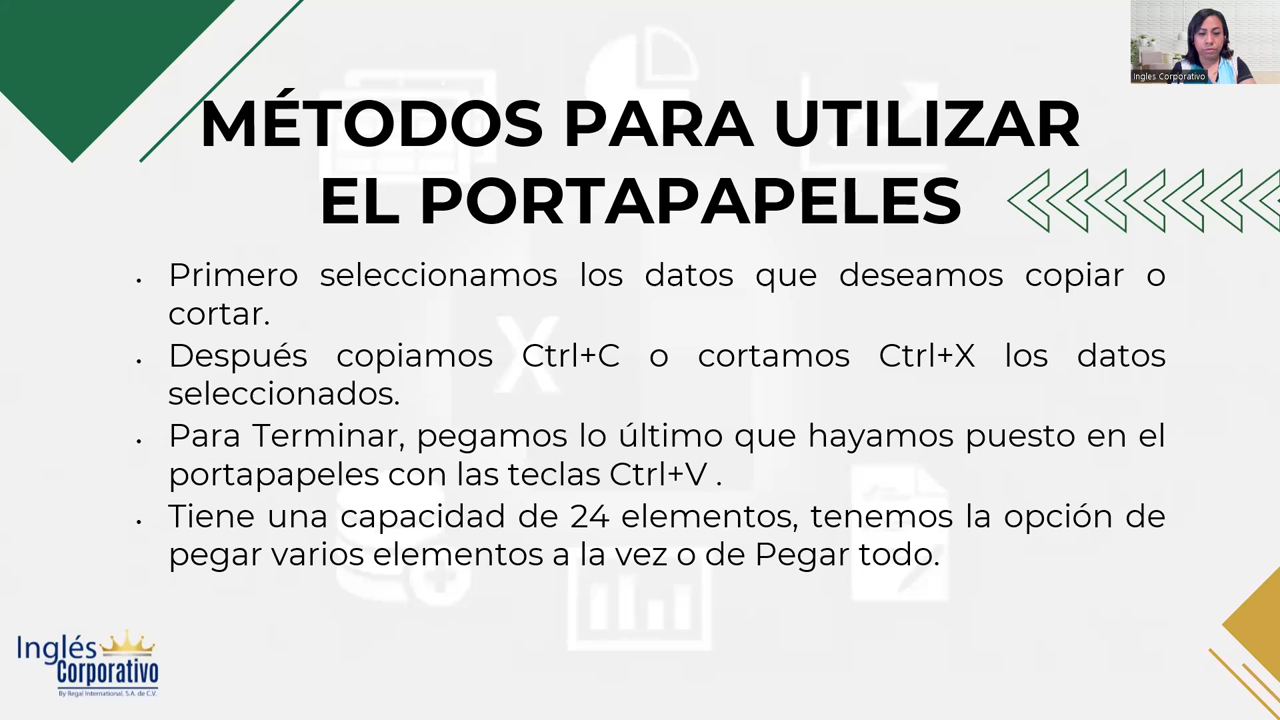 Ingles Corporativo
MÉTODOS PARA UTILIZAR
EL PORTAPAPELES
• Primero seleccionamos los datos que deseamos copiar o
cortar.
• Después copiamos Ctrl+C o cortamos Ctrl+X los datos
seleccionados.
• Para Terminar, pegamos lo último que hayamos puesto en el
portapapeles con las teclas Ctrl+V .
• Tiene una capacidad de 24 elementos, tenemos la opción de
pegar varios elementos a la vez o de Pegar todo.
X
Inglés
Corporativo
By Regal International, S.A. de C.V.